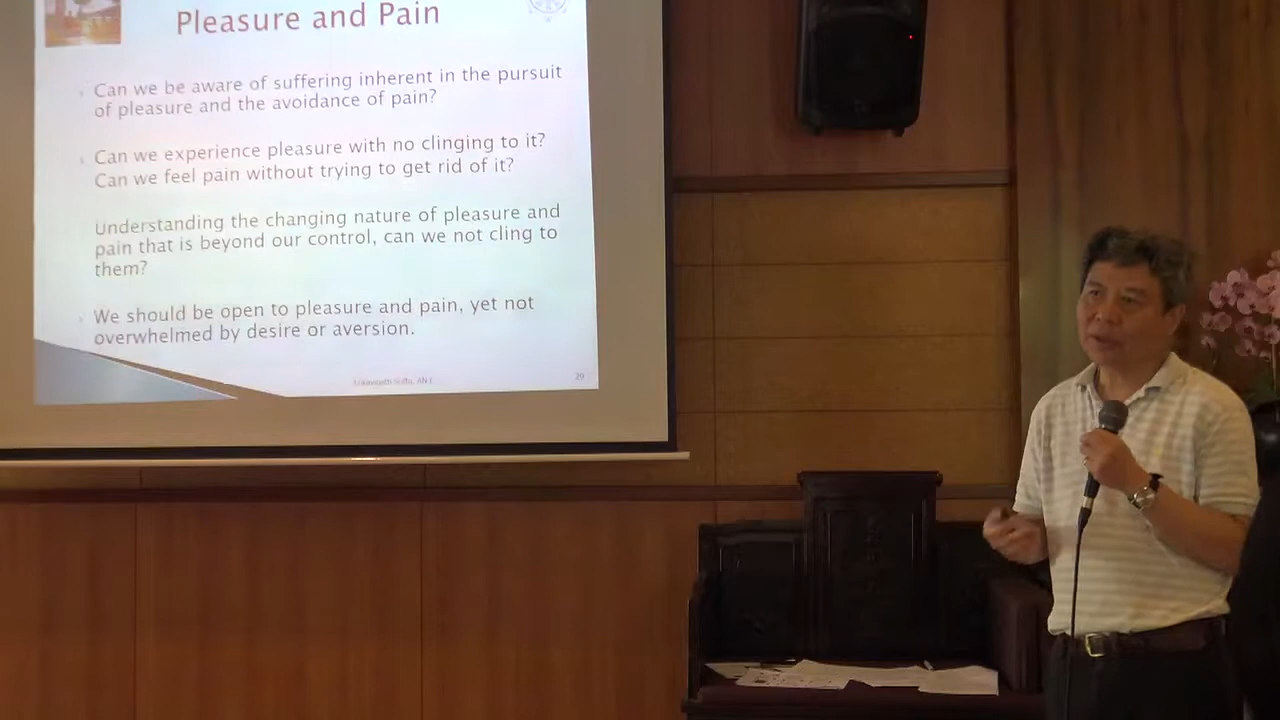 Pleasure and Pain
Can we be aware of suffering inherent in the pursuit
of pleasure and the avoidance of pain?
Can we experience pleasure with no clinging to it?
Can we feel pain without trying to get rid of it?
Understanding the changing nature of pleasure and
pain that is beyond our control, can we not cling to
them?
We should be open to pleasure and pain, yet not
overwhelmed by desire or aversion.
29